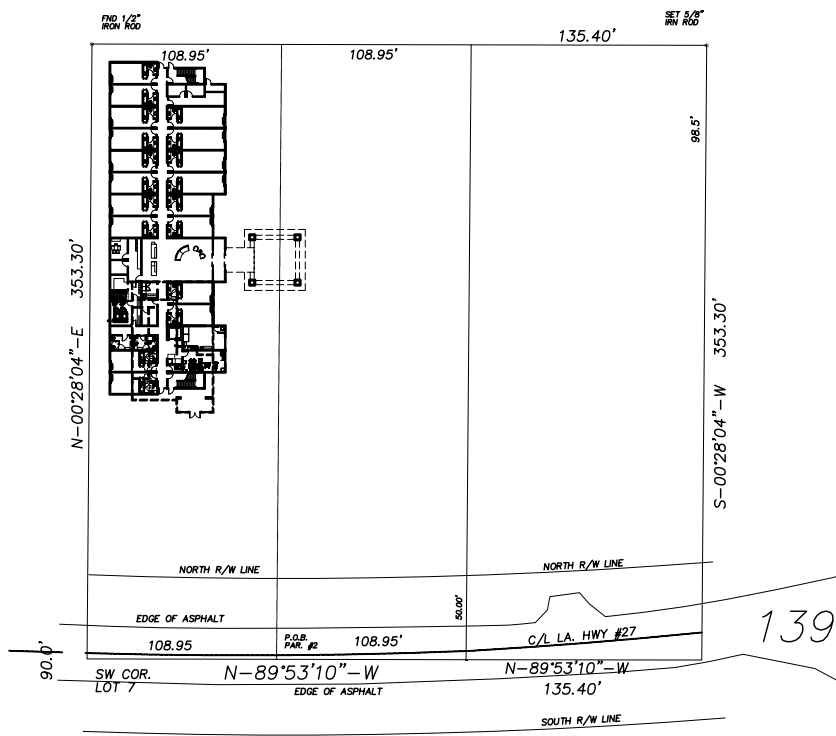 FND 1/2"
IRON ROD
SET 5/8"
IRN ROD
135.40'
108.95'
108.95'
98.5'
N-00°28'04"-E 353.30'
S-00°28'04"-W 353.30'
NORTH R/W LINE
NORTH R/W LINE
50.00'
EDGE OF ASPHALT
139
C/L LA. HWY #27
108.95
P.O.B.
PAR. #2
108.95'
90.0'
SW COR.
LOT 7
N-89°53'10"-W
N-89°53'10"-W
EDGE OF ASPHALT
135.40'
SOUTH R/W LINE